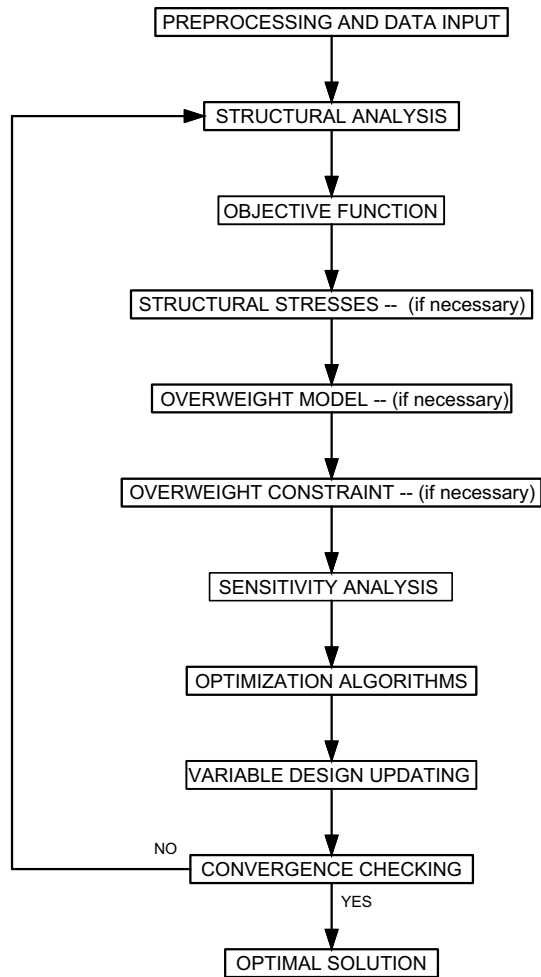 PREPROCESSING AND DATA INPUT
STRUCTURAL ANALYSIS
OBJECTIVE FUNCTION
STRUCTURAL STRESSES -- (if necessary)
OVERWEIGHT MODEL -- (if necessary)
OVERWEIGHT CONSTRAINT -- (if necessary)
SENSITIVITY ANALYSIS
OPTIMIZATION ALGORITHMS
VARIABLE DESIGN UPDATING
NO
CONVERGENCE CHECKING
YES
OPTIMAL SOLUTION